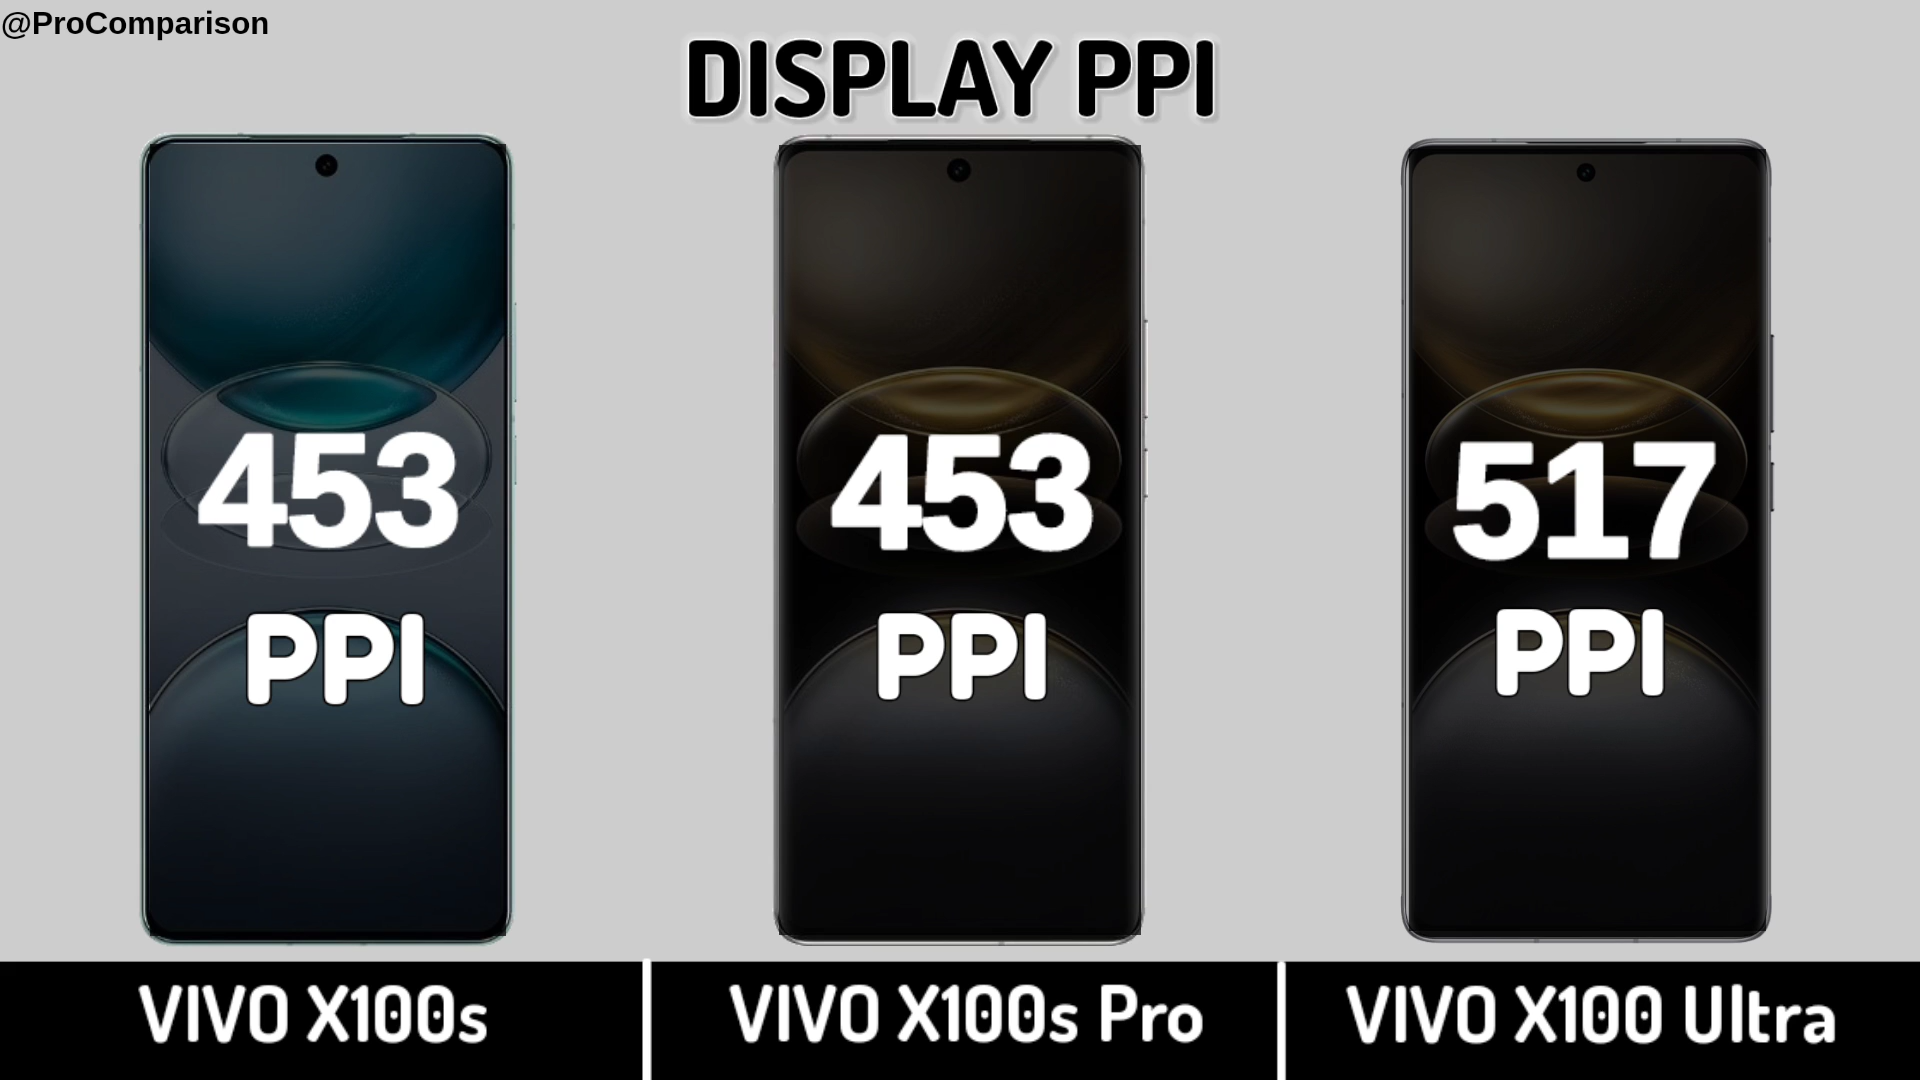 @ProComparison
DISPLAY PPI
453
PPI
453
PPI
517
PPI
VIVO X100s
VIVO X100s Pro
VIVO X100 Ultra